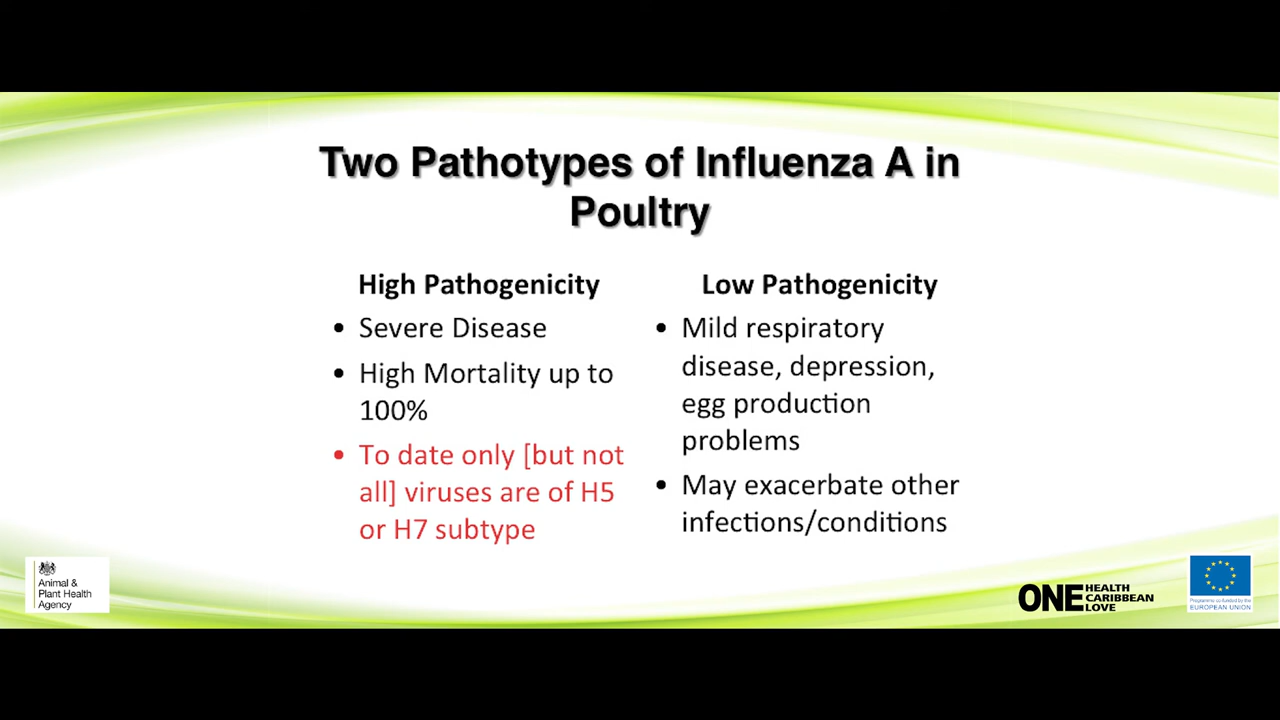 Two Pathotypes of Influenza A in
Poultry
High Pathogenicity
• Severe Disease
• High Mortality up to
100%
• To date only [but not
all] viruses are of H5
or H7 subtype
Low Pathogenicity
• Mild respiratory
disease, depression,
egg production
problems
• May exacerbate other
infections/conditions
Animal &
Plant Health
Agency
ONE HEALTH
CARIBBEAN
LOVE
Programme co-funded by the
EUROPEAN UNION